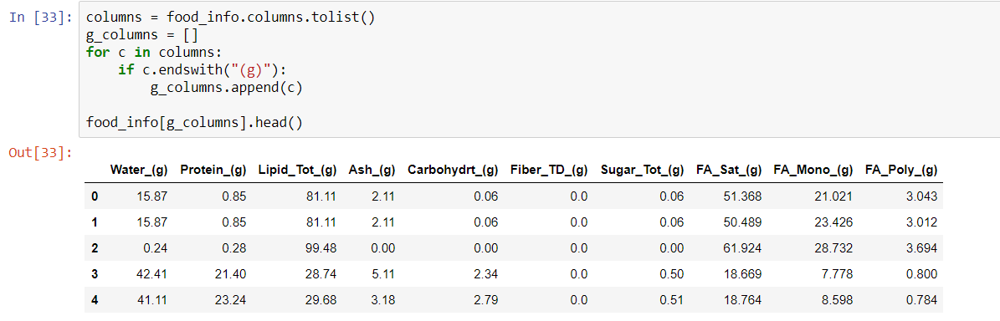 In [33]: columns = food_info.columns.tolist()
g_columns = []
for c in columns:
    if c.endswith("(g)"):
        g_columns.append(c)
food_info[g_columns].head()
Out[33]:
Water_(g) Protein_(g) Lipid_Tot_(g) Ash_(g) Carbohydrt_(g) Fiber_TD_(g) Sugar_Tot_(g) FA_Sat_(g) FA_Mono_(g) FA_Poly_(g)
0 15.87 0.85 81.11 2.11 0.06 0.0 0.06 51.368 21.021 3.043
1 15.87 0.85 81.11 2.11 0.06 0.0 0.06 50.489 23.426 3.012
2 0.24 0.28 99.48 0.00 0.00 0.0 0.00 61.924 28.732 3.694
3 42.41 21.40 28.74 5.11 2.34 0.0 0.50 18.669 7.778 0.800
4 41.11 23.24 29.68 3.18 2.79 0.0 0.51 18.764 8.598 0.784